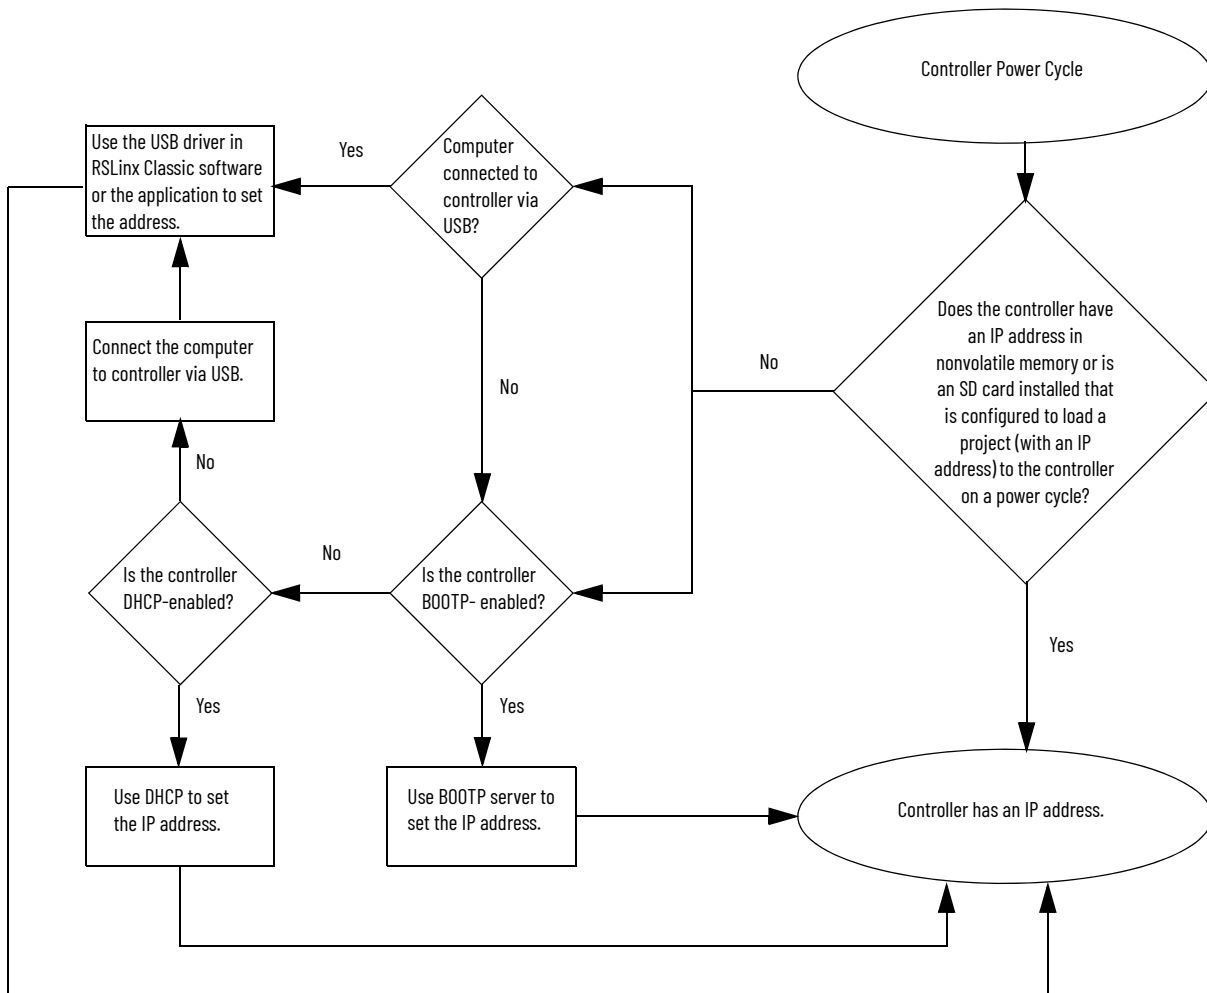 Controller Power Cycle
Use the USB driver in
RSLinx Classic software
or the application to set
the address.
Yes
Computer
connected to
controller via
USB?
Does the controller have
an IP address in
nonvolatile memory or is
an SD card installed that
is configured to load a
project (with an IP
address) to the controller
on a power cycle?
No
Connect the computer
to controller via USB.
No
No
Is the controller
DHCP-enabled?
No
Is the controller
BOOTP- enabled?
Yes
Yes
Yes
Use DHCP to set
the IP address.
Use BOOTP server to
set the IP address.
Controller has an IP address.